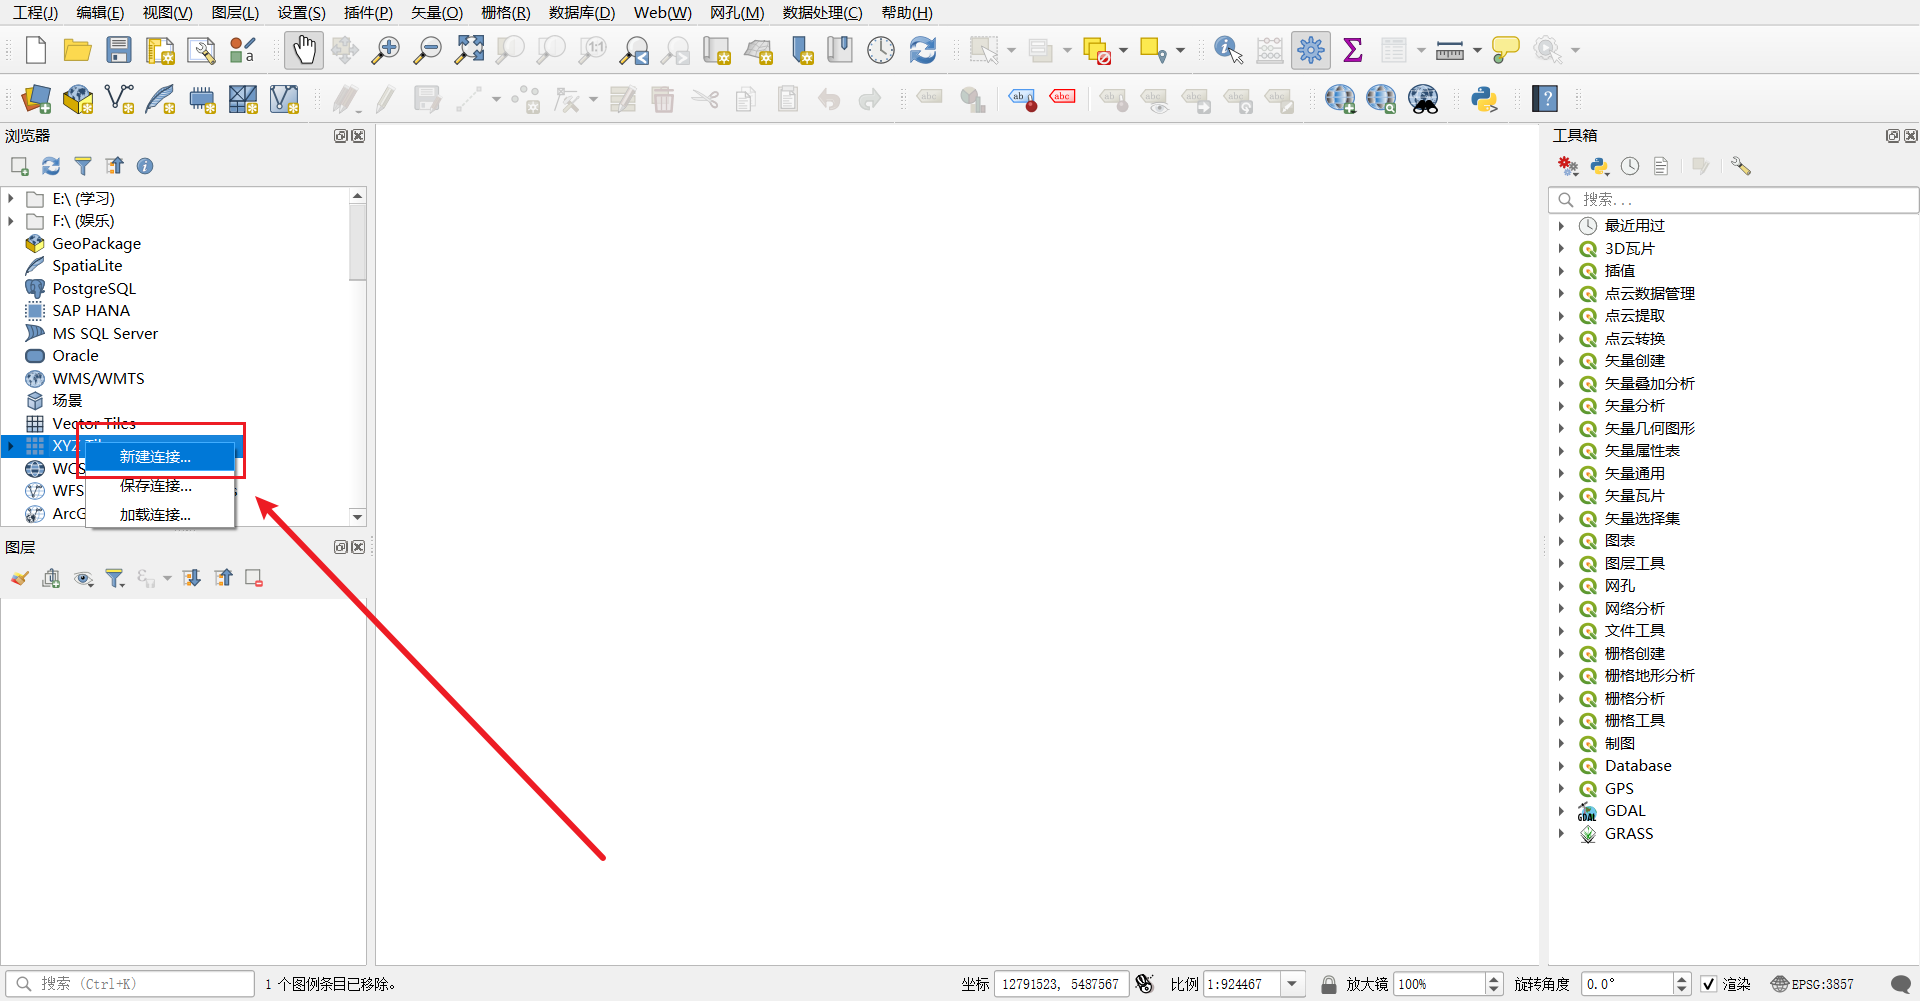 工程(J) 编辑(E) 视图(V) 图层(L) 设置(S) 插件(P) 矢量(O) 栅格(R) 数据库(D) Web(W) 网孔(M) 数据处理(C) 帮助(H)
浏览器
E:\ (学习)
F:\ (娱乐)
GeoPackage
SpatiaLite
PostgreSQL
SAP HANA
MS SQL Server
Oracle
WMS/WMTS
场景
Vector Tiles
XYZ Til
新建连接...
WCS
保存连接...
WFS
加载连接...
ArcG
图层
工具箱
搜索...
最近用过
3D瓦片
插值
点云数据管理
点云提取
点云转换
矢量创建
矢量叠加分析
矢量分析
矢量几何图形
矢量属性表
矢量通用
矢量瓦片
矢量选择集
图表
图层工具
网孔
网络分析
文件工具
栅格创建
栅格地形分析
栅格分析
栅格工具
制图
Database
GPS
GDAL
GRASS
搜索 (Ctrl+K) 1 个图例条目已移除。 坐标 12791523, 5487567 比例 1:924467 放大镜 100% 旋转角度 0.0° 渲染 EPSG:3857